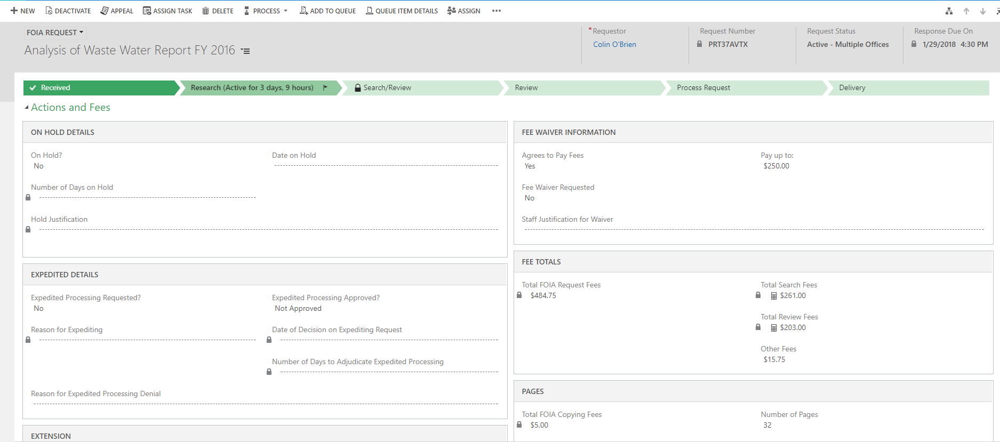 NEW DEACTIVATE APPEAL ASSIGN TASK DELETE PROCESS ADD TO QUEUE QUEUE ITEM DETAILS ASSIGN •••
FOIA REQUEST
Analysis of Waste Water Report FY 2016
*Requestor
Colin O'Brien
Request Number
PRT37AVTX
Request Status
Active - Multiple Offices
Response Due On
1/29/2018 4:30 PM
Received Research (Active for 3 days, 9 hours) Search/Review Review Process Request Delivery
Actions and Fees
ON HOLD DETAILS
On Hold? Date on Hold
No
Number of Days on Hold
Hold Justification
EXPEDITED DETAILS
Expedited Processing Requested? Expedited Processing Approved?
No Not Approved
Reason for Expediting Date of Decision on Expediting Request
Number of Days to Adjudicate Expedited Processing
Reason for Expedited Processing Denial
EXTENSION
FEE WAIVER INFORMATION
Agrees to Pay Fees Pay up to:
Yes $250.00
Fee Waiver Requested
No
Staff Justification for Waiver
FEE TOTALS
Total FOIA Request Fees Total Search Fees
$484.75 $261.00
Total Review Fees
$203.00
Other Fees
$15.75
PAGES
Total FOIA Copying Fees Number of Pages
$5.00 32